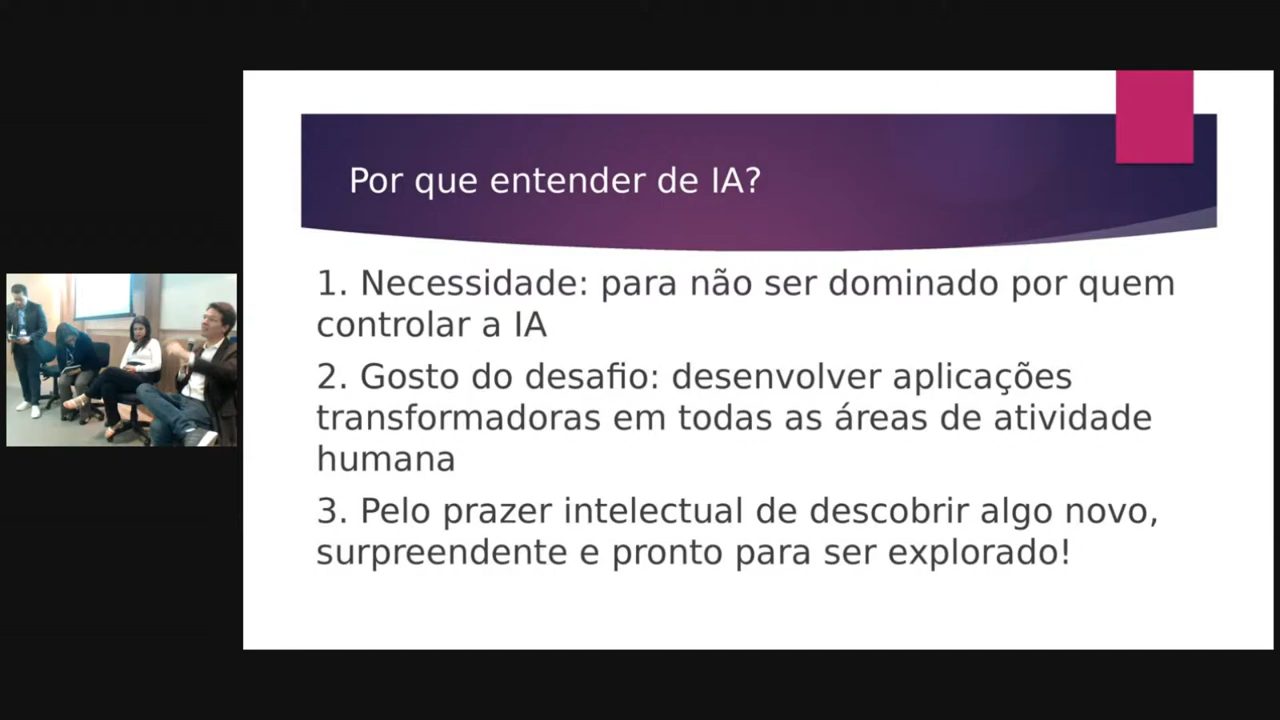 Por que entender de IA?
1. Necessidade: para não ser dominado por quem
controlar a IA
2. Gosto do desafio: desenvolver aplicações
transformadoras em todas as áreas de atividade
humana
3. Pelo prazer intelectual de descobrir algo novo,
surpreendente e pronto para ser explorado!